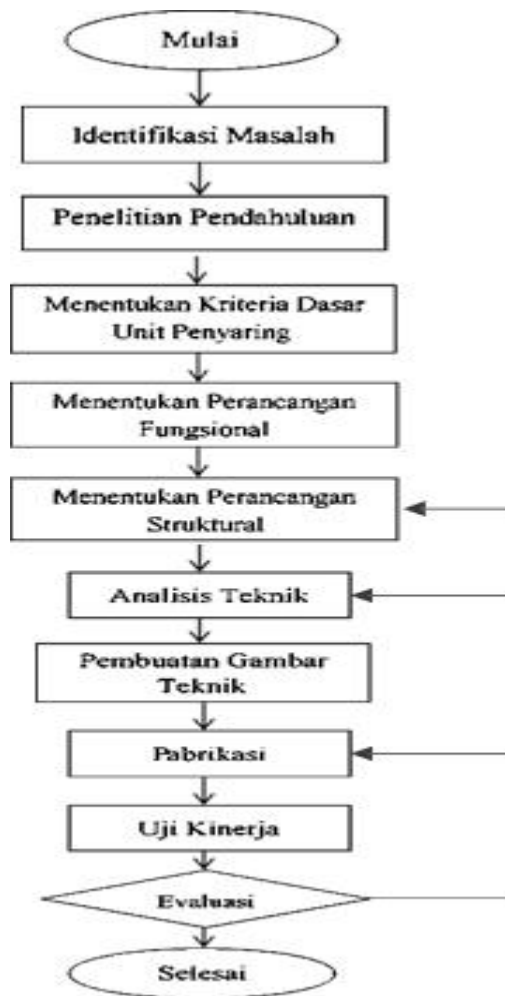 Mulai
Identifikasi Masalah
Penelitian Pendahuluan
Menentukan Kriteria Dasar
Unit Penyaring
Menentukan Perancangan
Fungsional
Menentukan Perancangan
Struktural
Analisis Teknik
Pembuatan Gambar
Teknik
Pabrikasi
Uji Kinerja
Evaluasi
Selesai